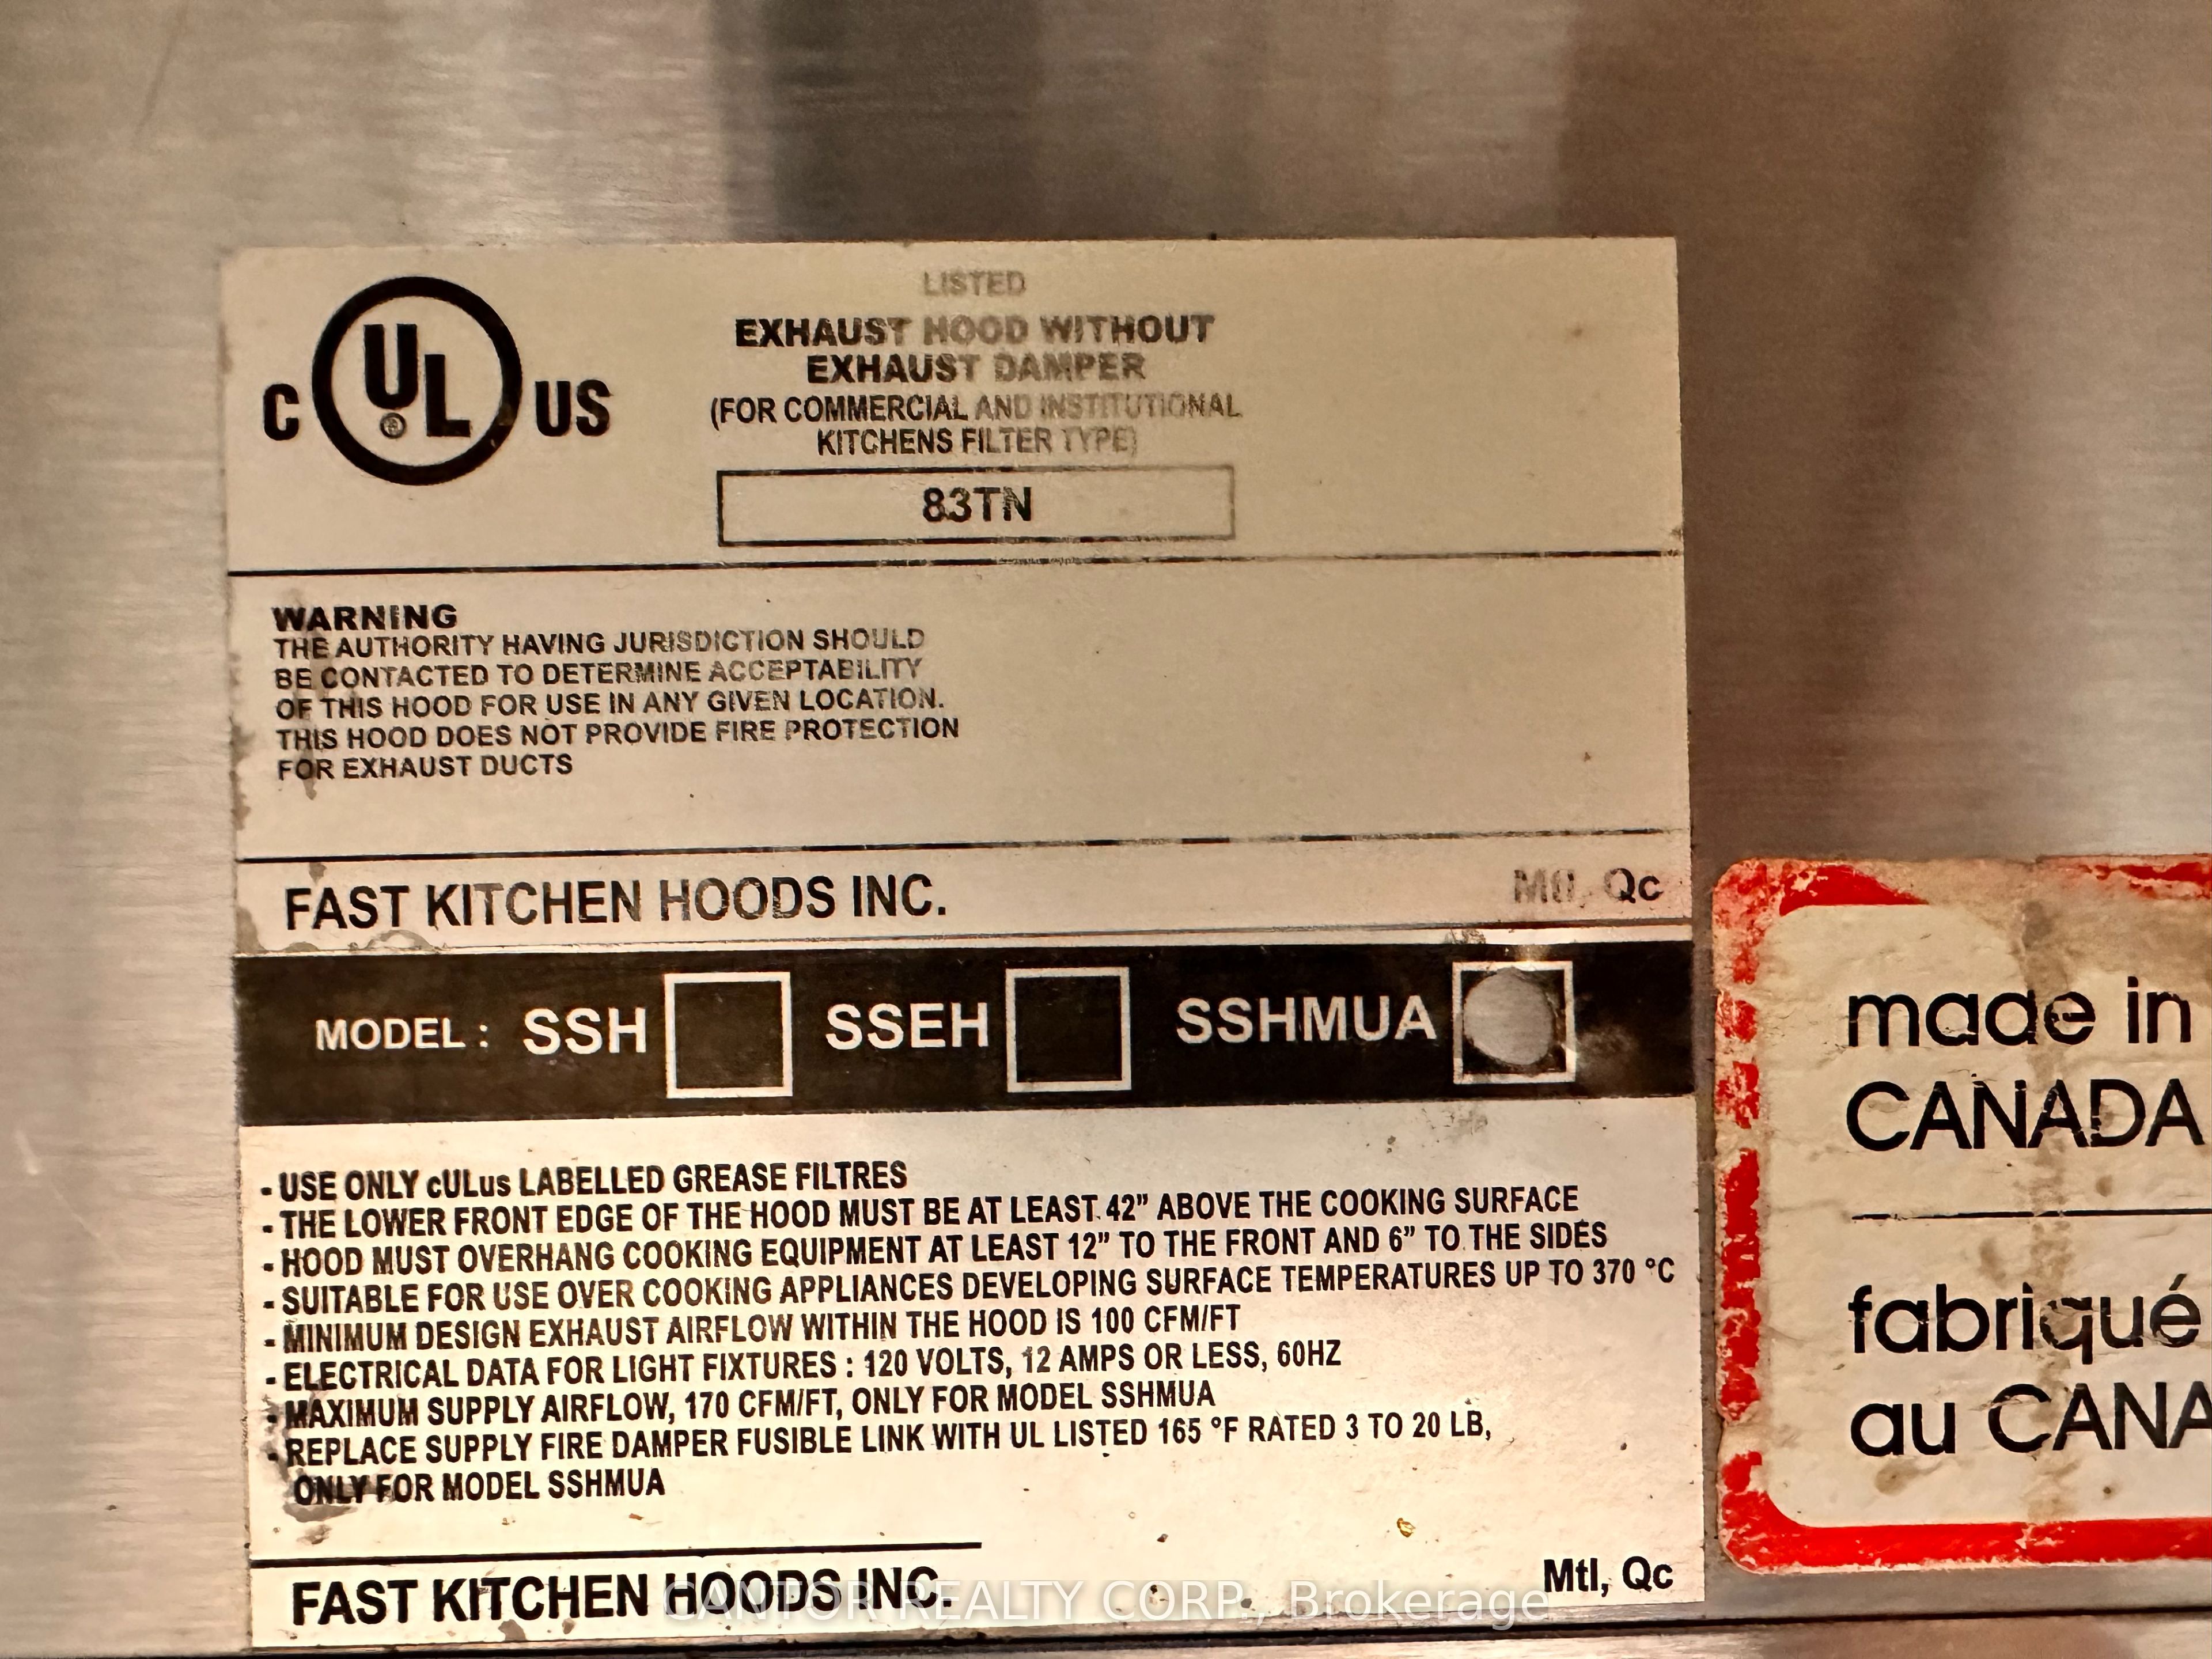 C UL® US
LISTED
EXHAUST HOOD WITHOUT
EXHAUST DAMPER
(FOR COMMERCIAL AND INSTITUTIONAL
KITCHENS FILTER TYPE)
83TN
WARNING
THE AUTHORITY HAVING JURISDICTION SHOULD
BE CONTACTED TO DETERMINE ACCEPTABILITY
OF THIS HOOD FOR USE IN ANY GIVEN LOCATION.
THIS HOOD DOES NOT PROVIDE FIRE PROTECTION
FOR EXHAUST DUCTS
FAST KITCHEN HOODS INC. Mtl, Qc
MODEL : SSH SSEH SSHMUA
- USE ONLY cULus LABELLED GREASE FILTRES
- THE LOWER FRONT EDGE OF THE HOOD MUST BE AT LEAST 42” ABOVE THE COOKING SURFACE
- HOOD MUST OVERHANG COOKING EQUIPMENT AT LEAST 12” TO THE FRONT AND 6” TO THE SIDES
- SUITABLE FOR USE OVER COOKING APPLIANCES DEVELOPING SURFACE TEMPERATURES UP TO 370 °C
- MINIMUM DESIGN EXHAUST AIRFLOW WITHIN THE HOOD IS 100 CFM/FT
- ELECTRICAL DATA FOR LIGHT FIXTURES : 120 VOLTS, 12 AMPS OR LESS, 60HZ
- MAXIMUM SUPPLY AIRFLOW, 170 CFM/FT, ONLY FOR MODEL SSHMUA
- REPLACE SUPPLY FIRE DAMPER FUSIBLE LINK WITH UL LISTED 165 °F RATED 3 TO 20 LB,
ONLY FOR MODEL SSHMUA
FAST KITCHEN HOODS INC. Mtl, Qc
made in
CANADA
fabriqué
au CANA
CANTOR REALTY CORP., Brokerage